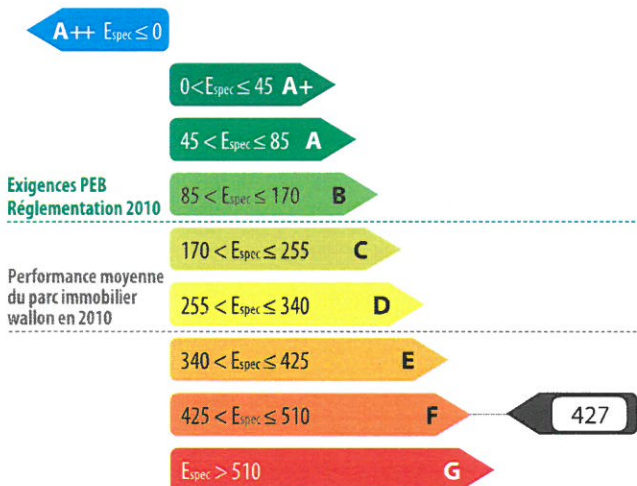 A++ Espec ≤ 0
0<Espec ≤ 45 A+
45 < Espec ≤ 85 A
Exigences PEB
Réglementation 2010
85 < Espec ≤ 170 B
170 < Espec ≤ 255 C
Performance moyenne
du parc immobilier
wallon en 2010
255 < Espec ≤ 340 D
340 < Espec ≤ 425 E
425 < Espec ≤ 510 F
427
Espec > 510 G